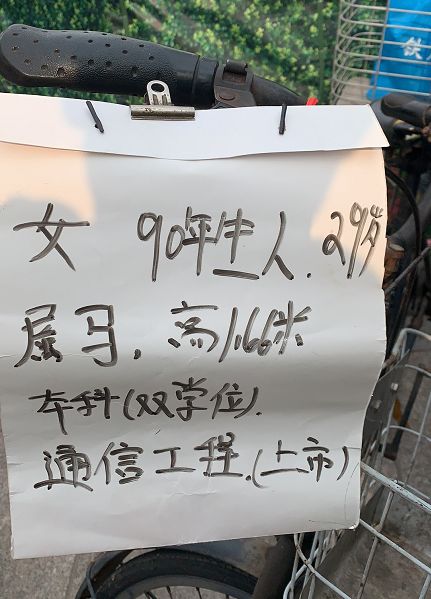 女 90年生人.29岁
属马.高1.66米
本科(双学位).
通信工程.(上市)
铁